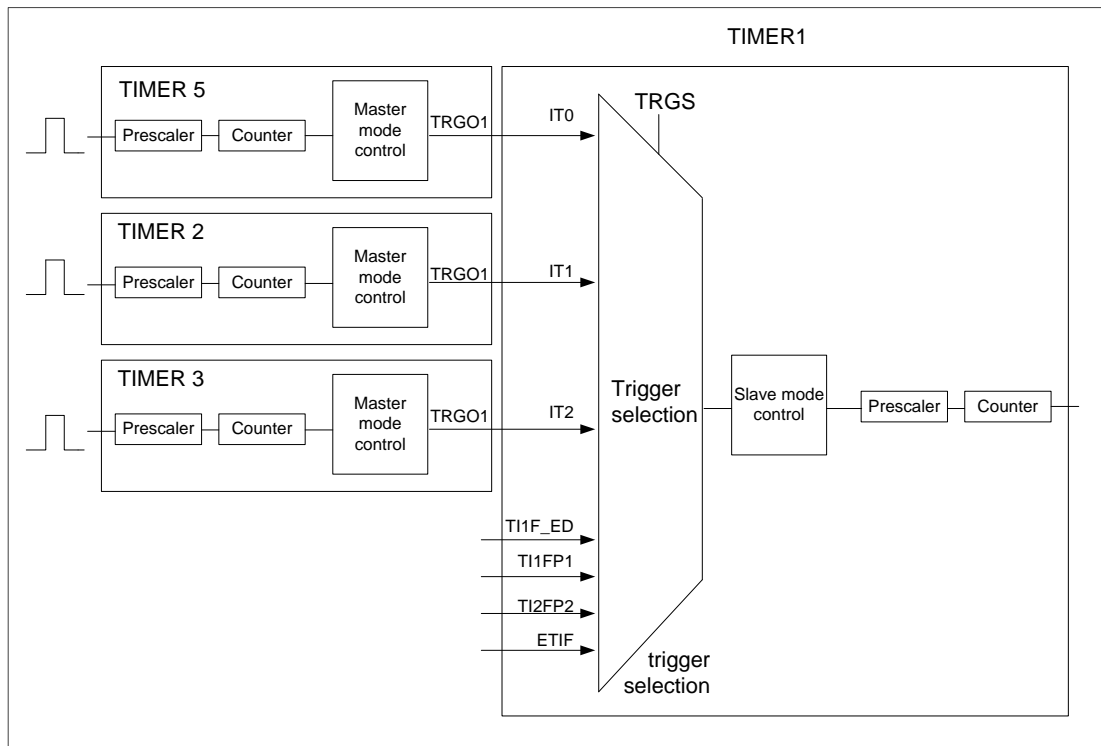 TIMER1
TIMER 5
Prescaler
Counter
Master
mode
control
TRGO1
IT0
TRGS
TIMER 2
Prescaler
Counter
Master
mode
control
TRGO1
IT1
TIMER 3
Prescaler
Counter
Master
mode
control
TRGO1
IT2
Trigger
selection
Slave mode
control
Prescaler
Counter
TI1F_ED
TI1FP1
TI2FP2
ETIF
trigger
selection